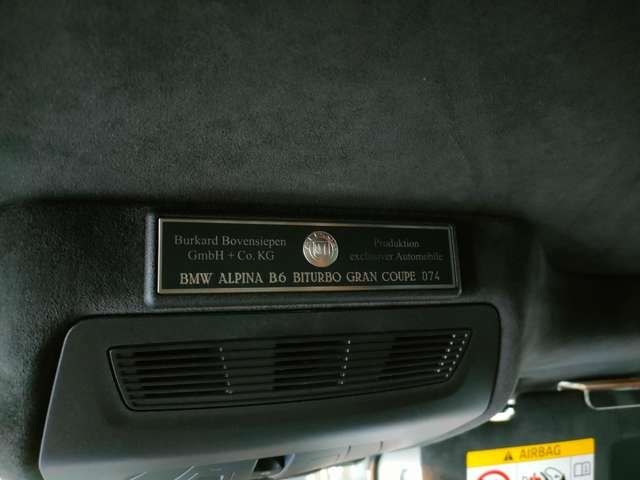 Burkard Bovensiepen
GmbH + Co. KG
Produktion
exclusiver Automobile
BMW ALPINA B6 BITURBO GRAN COUPE 074
AIRBAG